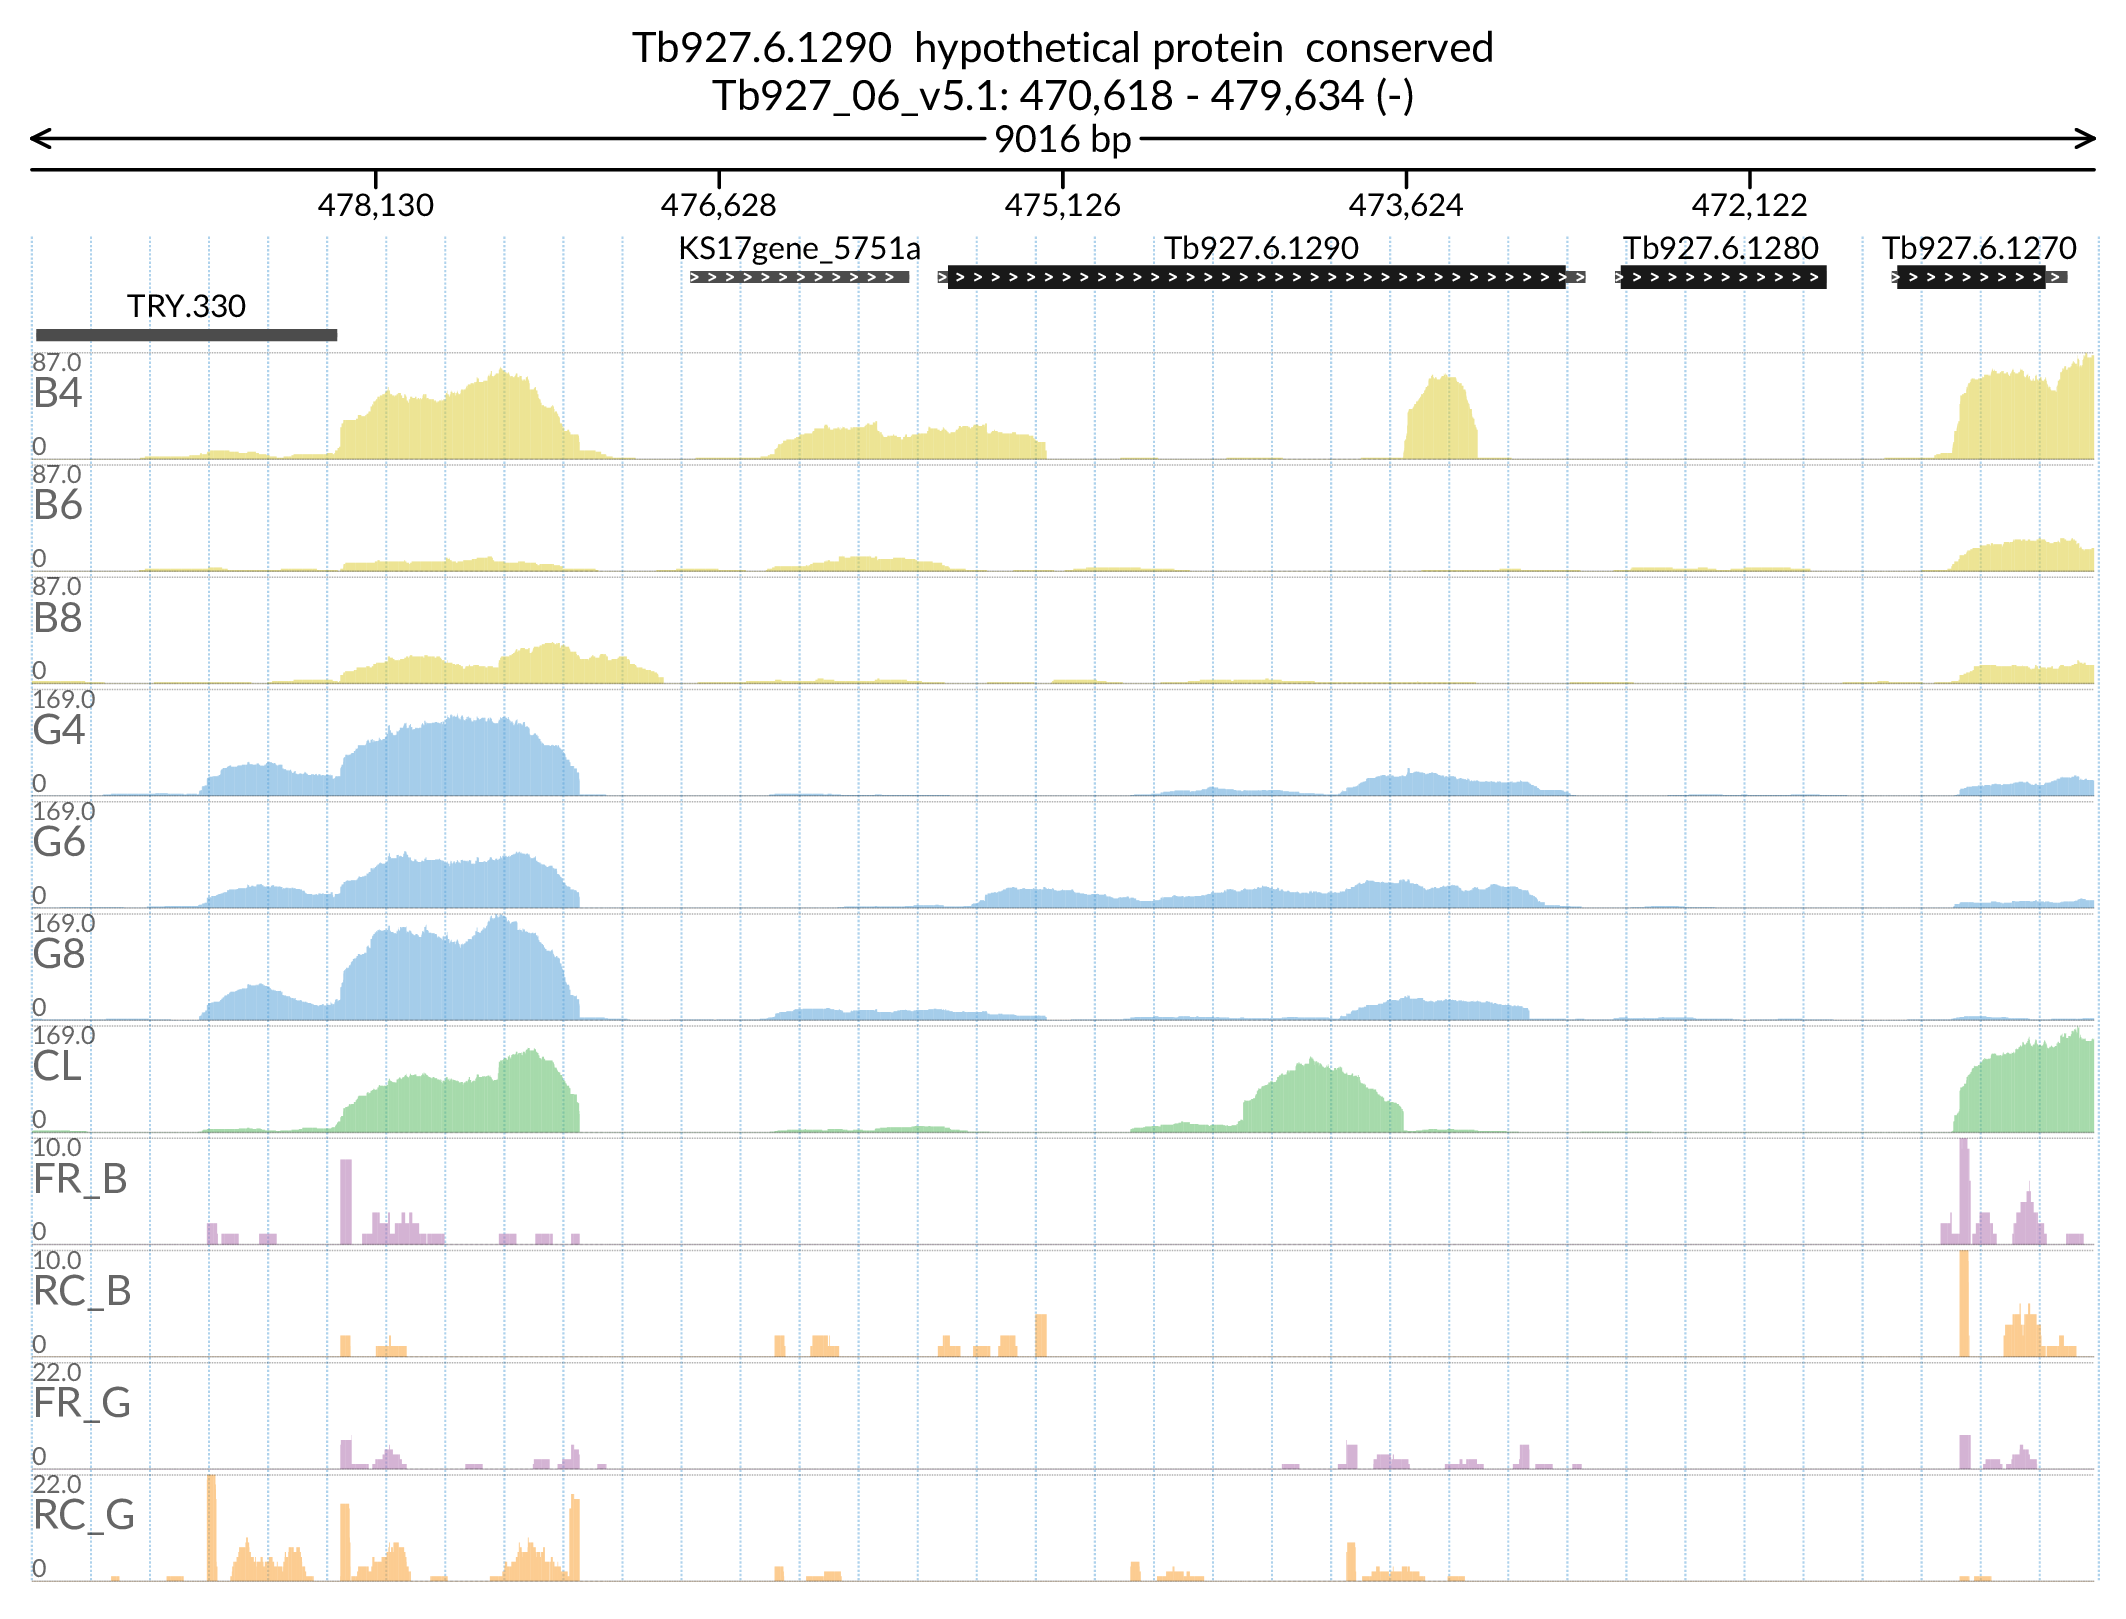 Tb927.6.1290  hypothetical protein  conserved
Tb927_06_v5.1: 470,618 - 479,634 (-)
9016 bp
478,130 476,628 475,126 473,624 472,122
KS17gene_5751a Tb927.6.1290 Tb927.6.1280 Tb927.6.1270
TRY.330
87.0
B4
0
87.0
B6
0
87.0
B8
0
169.0
G4
0
169.0
G6
0
169.0
G8
0
169.0
CL
0
10.0
FR_B
0
10.0
RC_B
0
22.0
FR_G
0
22.0
RC_G
0